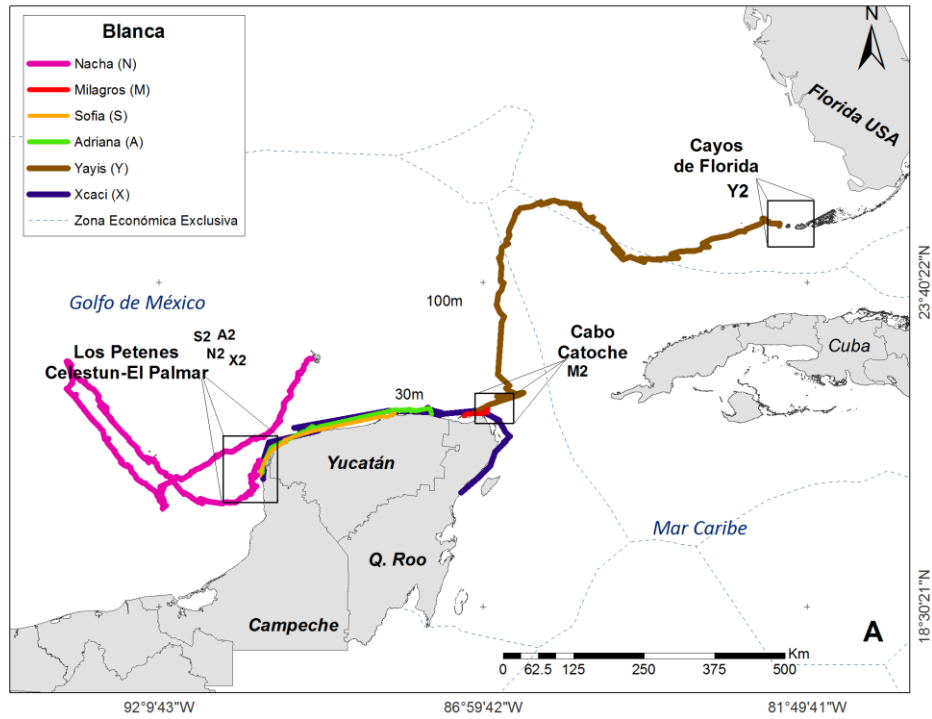 Blanca
Nacha (N)
Milagros (M)
Sofia (S)
Adriana (A)
Yayis (Y)
Xcaci (X)
Zona Económica Exclusiva
N
Florida USA
Cayos
de Florida
Y2
23°40'22"N
Golfo de México
100m
S2 A2
N2 X2
Los Petenes
Celestun-El Palmar
Cabo
Catoche
M2
Cuba
30m
Yucatán
Mar Caribe
Q. Roo
Campeche
18°30'21"N
A
Km
0 62.5 125 250 375 500
92°9'43"W
86°59'42"W
81°49'41"W